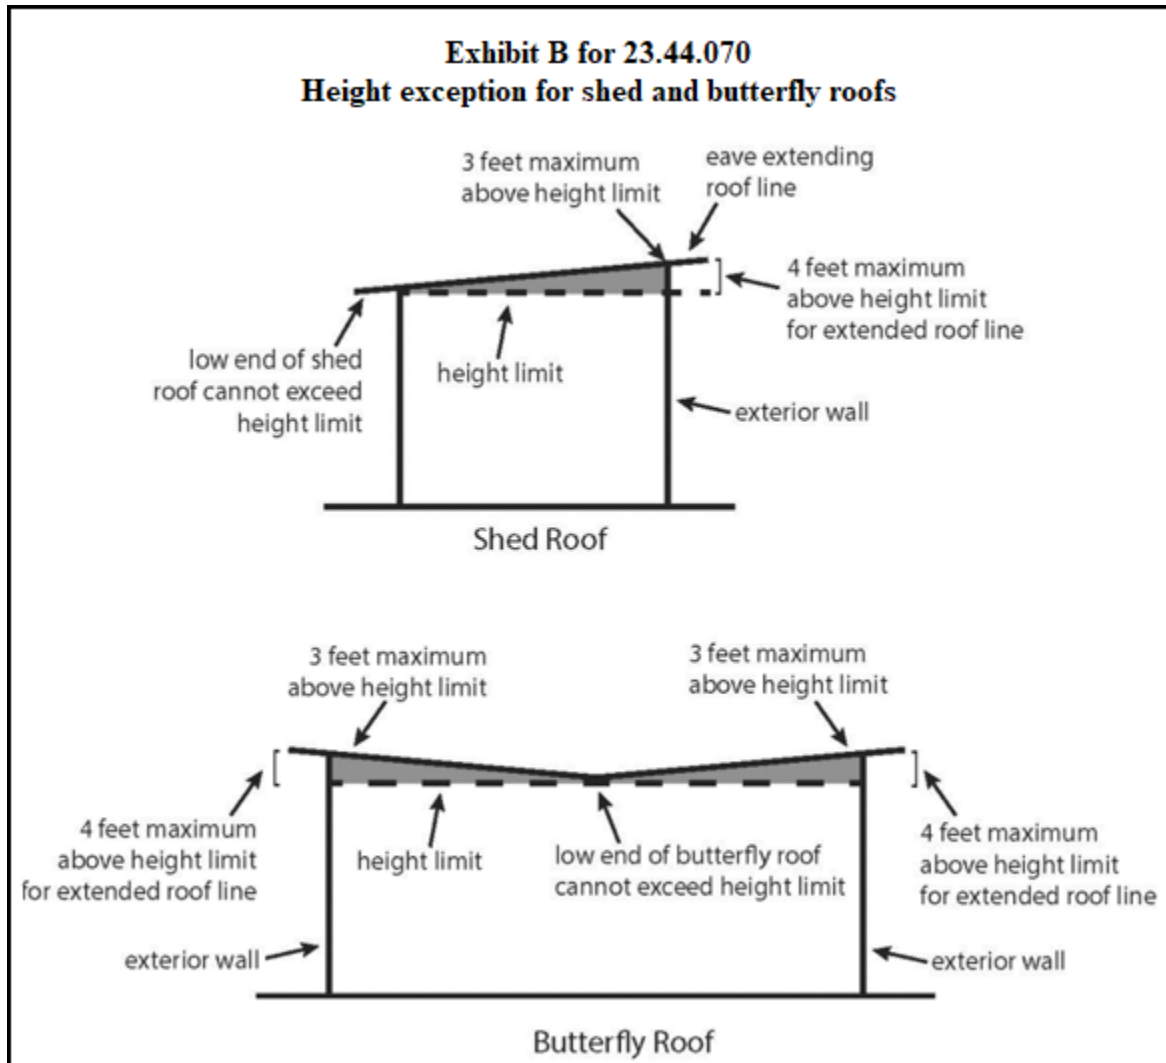 Exhibit B for 23.44.070
Height exception for shed and butterfly roofs
3 feet maximum
above height limit
eave extending
roof line
4 feet maximum
above height limit
for extended roof line
low end of shed
roof cannot exceed
height limit
height limit
exterior wall
Shed Roof
3 feet maximum
above height limit
3 feet maximum
above height limit
4 feet maximum
above height limit
for extended roof line
height limit
low end of butterfly roof
cannot exceed height limit
4 feet maximum
above height limit
for extended roof line
exterior wall
exterior wall
Butterfly Roof